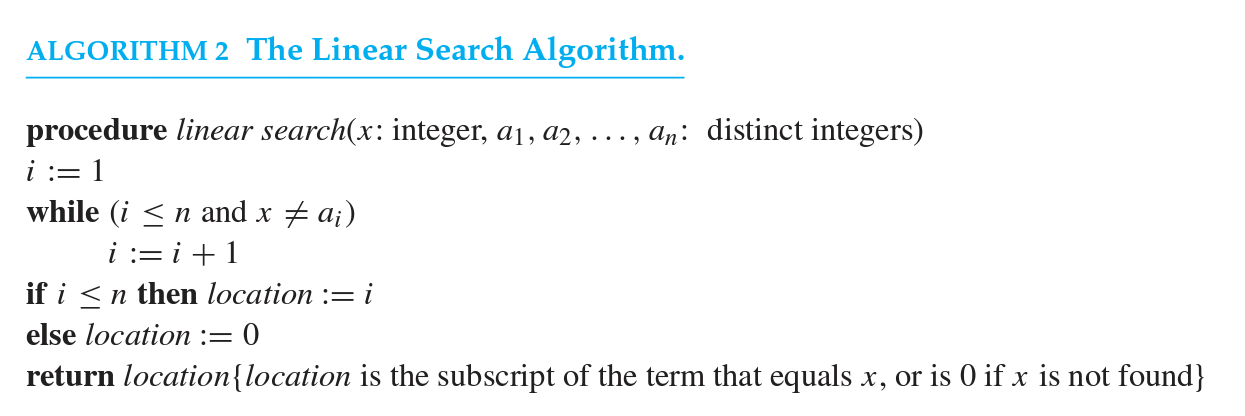 ALGORITHM 2 The Linear Search Algorithm.
procedure linear search(x: integer, a₁, a₂, . . . , aₙ: distinct integers)
i := 1
while (i ≤ n and x ≠ aᵢ)
i := i + 1
if i ≤ n then location := i
else location := 0
return location{location is the subscript of the term that equals x, or is 0 if x is not found}